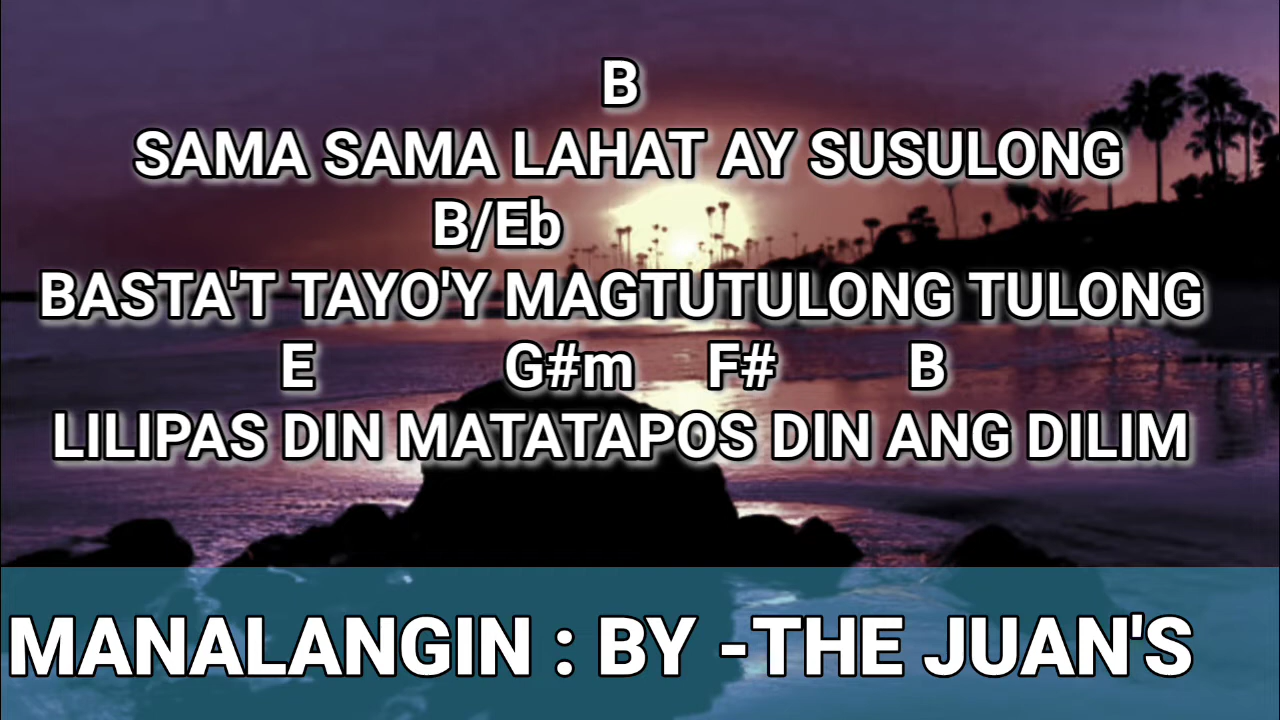 B
SAMA SAMA LAHAT AY SUSULONG
B/Eb
BASTA'T TAYO'Y MAGTUTULONG TULONG
E G#m F# B
LILIPAS DIN MATATAPOS DIN ANG DILIM
MANALANGIN : BY -THE JUAN'S